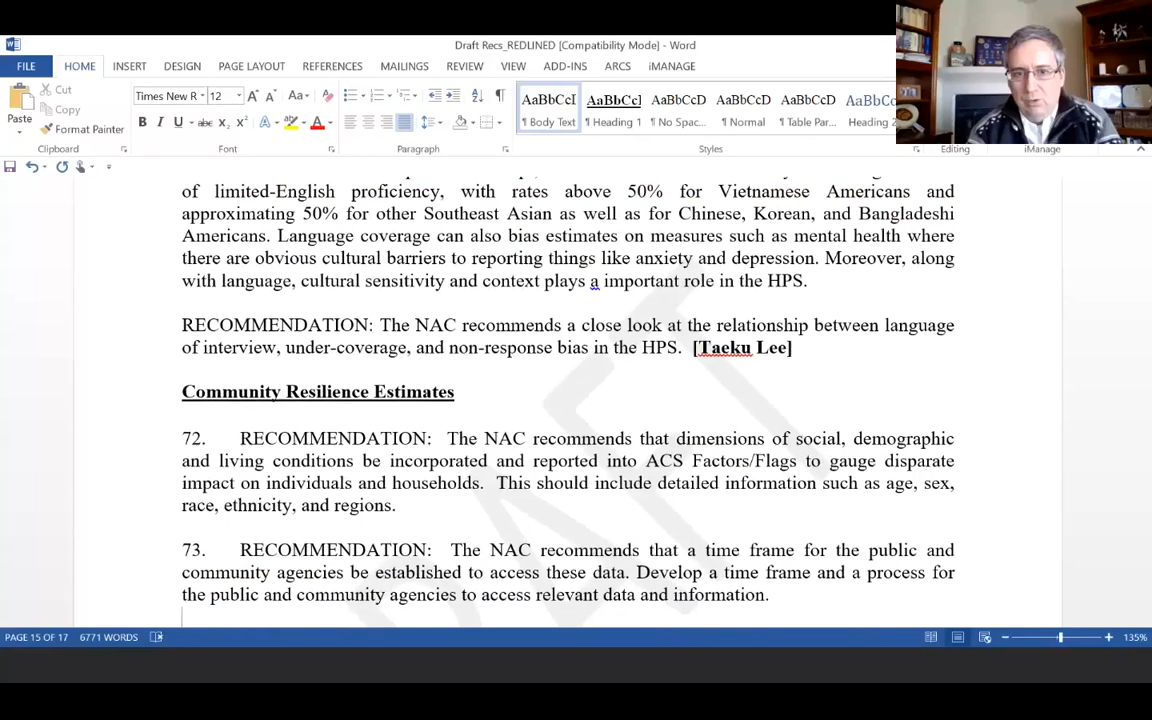 Draft Recs_REDLINED [Compatibility Mode] - Word
FILE HOME INSERT DESIGN PAGE LAYOUT REFERENCES MAILINGS REVIEW VIEW ADD-INS ARCS iMANAGE
Paste
Cut
Copy
Format Painter
Times New R 12
Aa
B I U abc X₂ X²
AaBbCcI AaBbCcI AaBbCcD AaBbCcD AaBbCcD AaBbCc
¶ Body Text ¶ Heading 1 ¶ No Spac... ¶ Normal ¶ Table Par... Heading 2
Clipboard Font Paragraph Styles Editing iManage
of limited-English proficiency, with rates above 50% for Vietnamese Americans and
approximating 50% for other Southeast Asian as well as for Chinese, Korean, and Bangladeshi
Americans. Language coverage can also bias estimates on measures such as mental health where
there are obvious cultural barriers to reporting things like anxiety and depression. Moreover, along
with language, cultural sensitivity and context plays a important role in the HPS.
RECOMMENDATION: The NAC recommends a close look at the relationship between language
of interview, under-coverage, and non-response bias in the HPS. [Taeku Lee]
Community Resilience Estimates
72. RECOMMENDATION: The NAC recommends that dimensions of social, demographic
and living conditions be incorporated and reported into ACS Factors/Flags to gauge disparate
impact on individuals and households. This should include detailed information such as age, sex,
race, ethnicity, and regions.
73. RECOMMENDATION: The NAC recommends that a time frame for the public and
community agencies be established to access these data. Develop a time frame and a process for
the public and community agencies to access relevant data and information.
DRAFT
PAGE 15 OF 17 6771 WORDS 135%